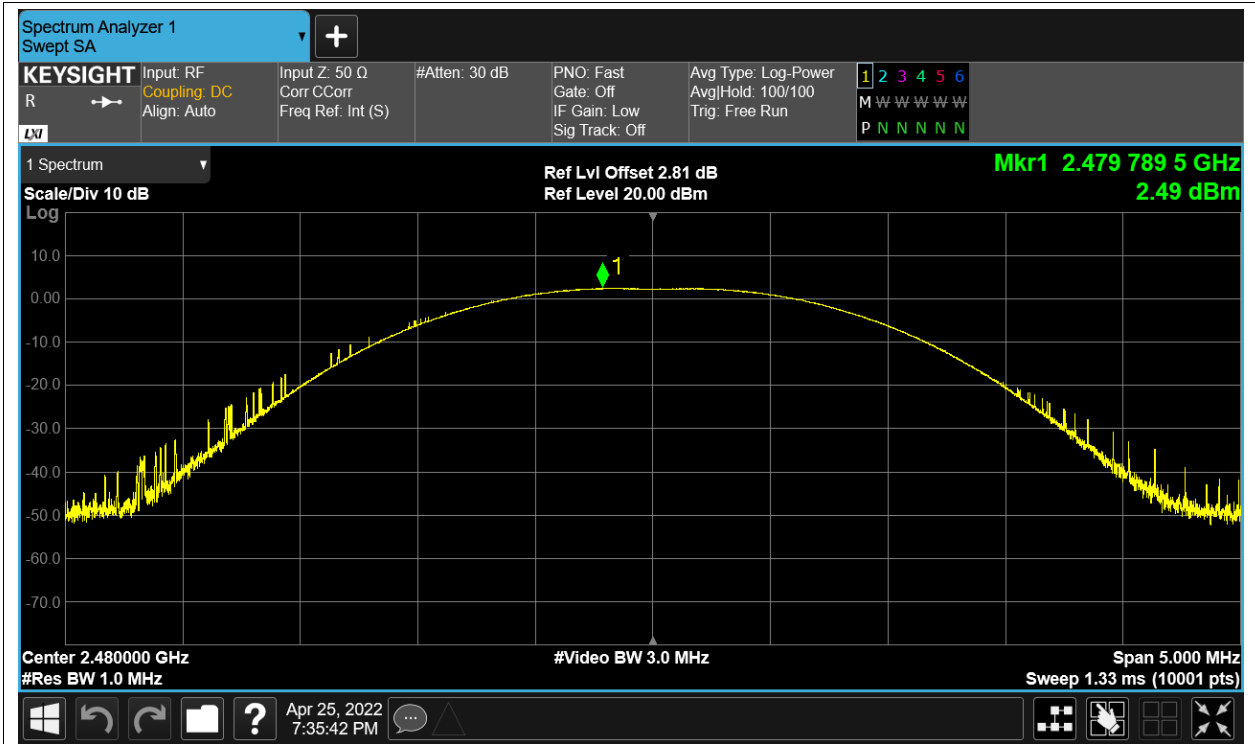 Spectrum Analyzer 1
Swept SA
KEYSIGHT
R
LXI
Input: RF
Coupling: DC
Align: Auto
Input Z: 50 Ω
Corr CCorr
Freq Ref: Int (S)
#Atten: 30 dB
PNO: Fast
Gate: Off
IF Gain: Low
Sig Track: Off
Avg Type: Log-Power
Avg|Hold: 100/100
Trig: Free Run
1 2 3 4 5 6
M W W W W W
P N N N N N
1 Spectrum
Scale/Div 10 dB
Log
Ref Lvl Offset 2.81 dB
Ref Level 20.00 dBm
Mkr1 2.479 789 5 GHz
2.49 dBm
1
10.0
0.00
-10.0
-20.0
-30.0
-40.0
-50.0
-60.0
-70.0
Center 2.480000 GHz
#Video BW 3.0 MHz
Span 5.000 MHz
#Res BW 1.0 MHz
Sweep 1.33 ms (10001 pts)
?
Apr 25, 2022
7:35:42 PM